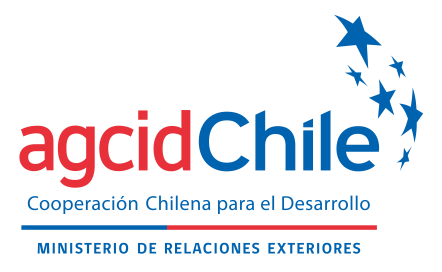 agcidChile
Cooperación Chilena para el Desarrollo
MINISTERIO DE RELACIONES EXTERIORES